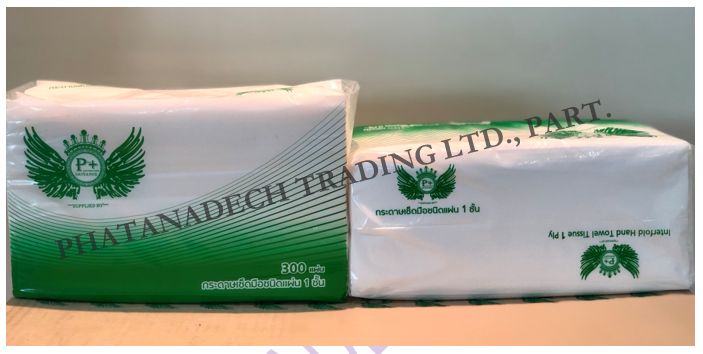 P+
SUPPLIED BY
300 แผ่น
กระดาษเช็ดมือชนิดแผ่น 1 ชั้น
PHATANADECH TRADING LTD., PART.
P+
กระดาษเช็ดมือชนิดแผ่น 1 ชั้น
Interfold Hand Towel Tissue 1 Ply
P+